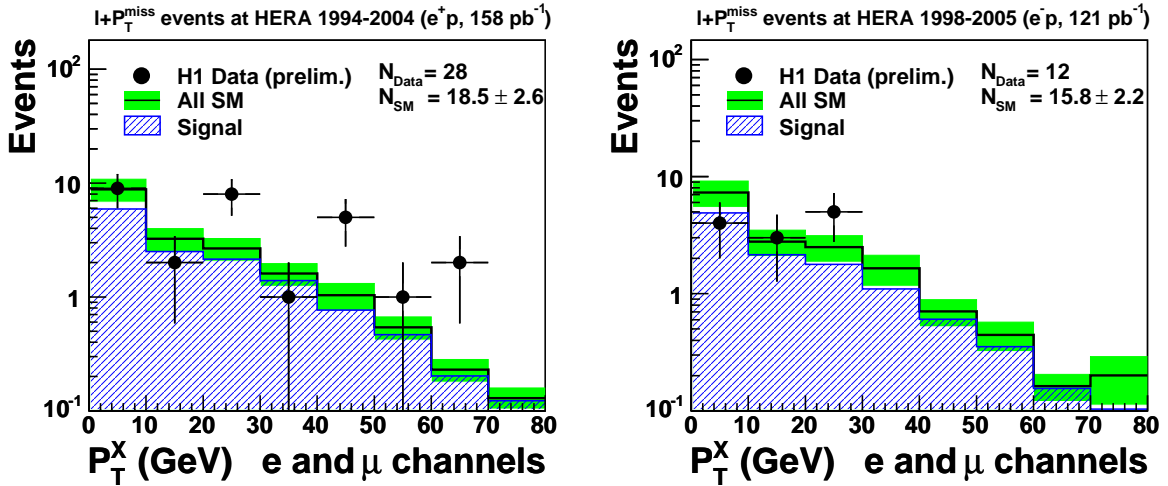 l+P_T^miss events at HERA 1994-2004 (e⁺p, 158 pb⁻¹)
Events
10²
10
1
10⁻¹
H1 Data (prelim.)
All SM
Signal
N_Data = 28
N_SM = 18.5 ± 2.6
0 10 20 30 40 50 60 70 80
P_T^X (GeV) e and μ channels
l+P_T^miss events at HERA 1998-2005 (e⁻p, 121 pb⁻¹)
Events
10²
10
1
10⁻¹
H1 Data (prelim.)
All SM
Signal
N_Data = 12
N_SM = 15.8 ± 2.2
0 10 20 30 40 50 60 70 80
P_T^X (GeV) e and μ channels